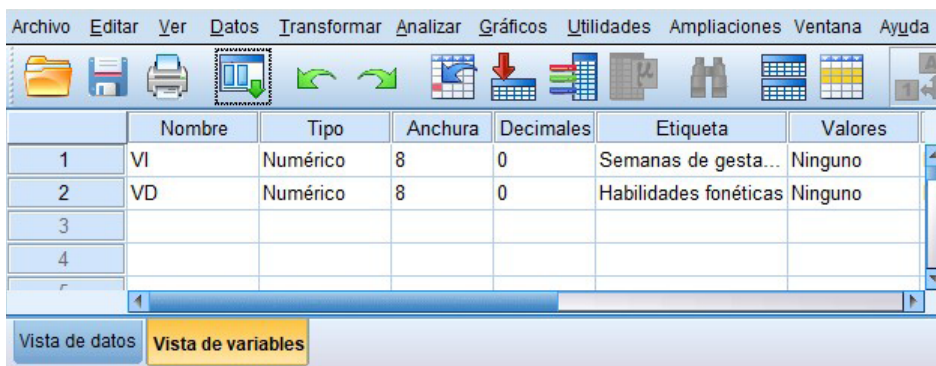 Archivo Editar Ver Datos Transformar Analizar Gráficos Utilidades Ampliaciones Ventana Ayuda
Nombre Tipo Anchura Decimales Etiqueta Valores
1 VI Numérico 8 0 Semanas de gesta... Ninguno
2 VD Numérico 8 0 Habilidades fonéticas Ninguno
3
4
Vista de datos Vista de variables